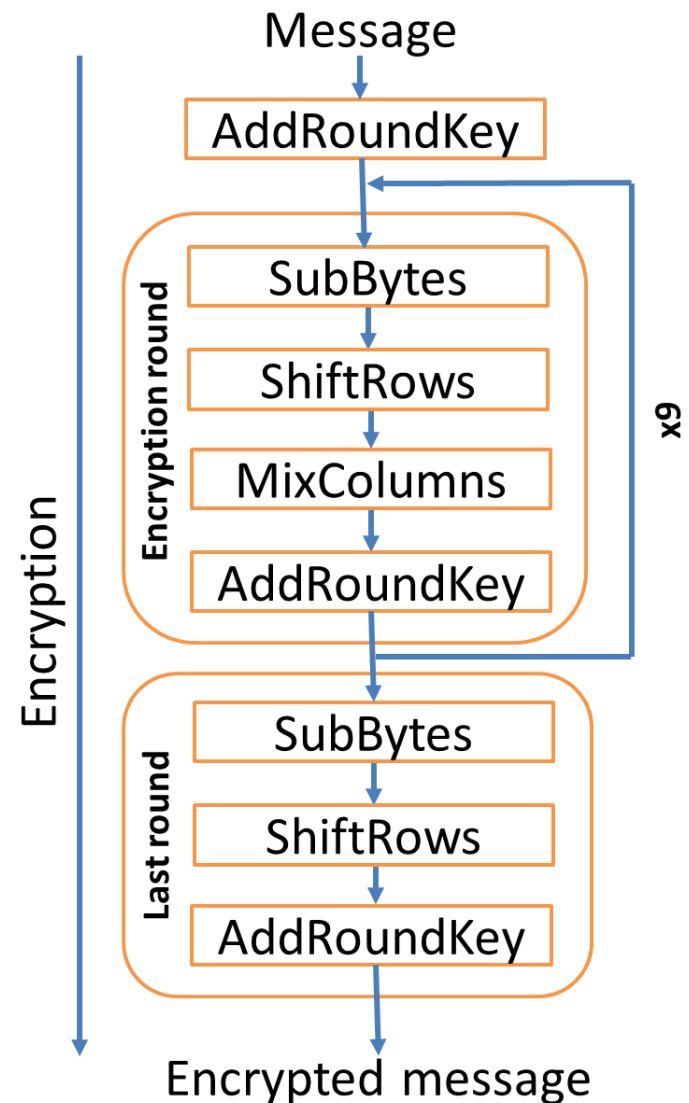 Message
AddRoundKey
SubBytes
ShiftRows
MixColumns
AddRoundKey
Encryption round
x9
Encryption
SubBytes
ShiftRows
AddRoundKey
Last round
Encrypted message